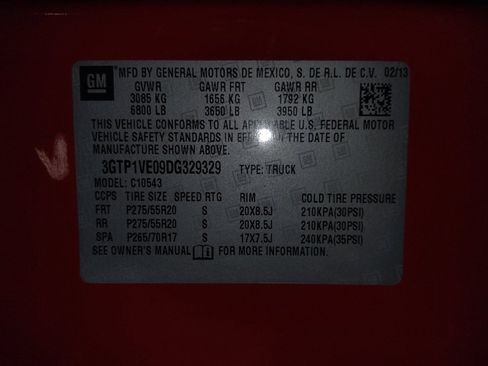 GM MFD BY GENERAL MOTORS DE MEXICO, S. DE R.L. DE C.V. 02/13
GVWR GAWR FRT GAWR RR
3085 KG 1656 KG 1792 KG
6800 LB 3650 LB 3950 LB
THIS VEHICLE CONFORMS TO ALL APPLICABLE U.S. FEDERAL MOTOR
VEHICLE SAFETY STANDARDS IN EFFECT ON THE DATE OF
MANUFACTURE SHOWN ABOVE.
3GTP1VE09DG329329 TYPE: TRUCK
MODEL: C10543
CCPS TIRE SIZE SPEED RTG RIM COLD TIRE PRESSURE
FRT P275/55R20 S 20X8.5J 210KPA(30PSI)
RR P275/55R20 S 20X8.5J 210KPA(30PSI)
SPA P265/70R17 S 17X7.5J 240KPA(35PSI)
SEE OWNER'S MANUAL FOR MORE INFORMATION